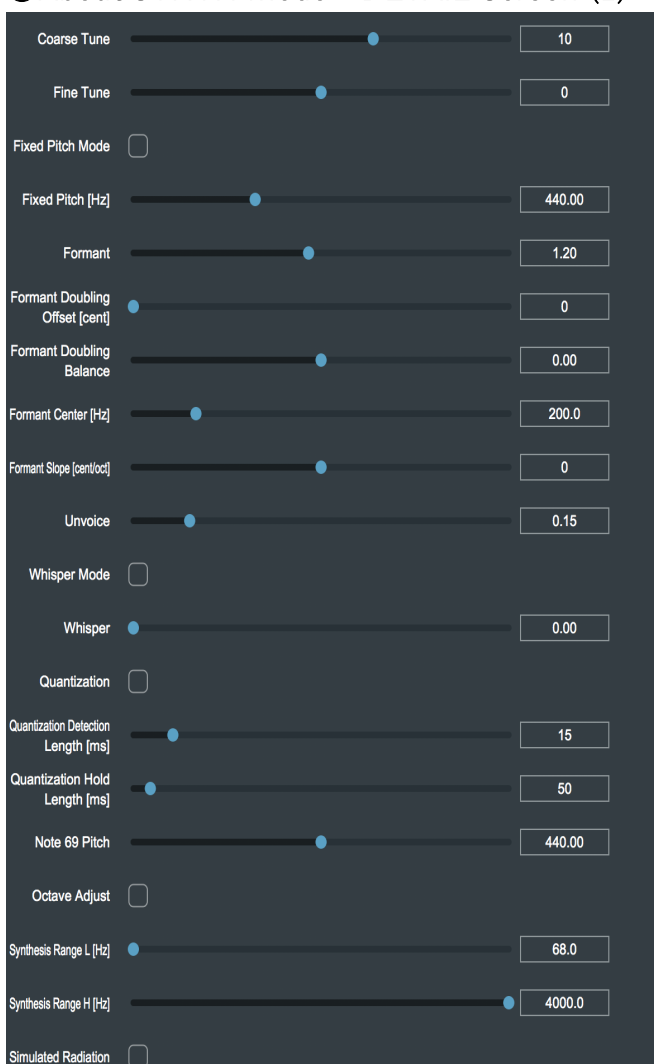 Coarse Tune 10
Fine Tune 0
Fixed Pitch Mode
Fixed Pitch [Hz] 440.00
Formant 1.20
Formant Doubling
Offset [cent] 0
Formant Doubling
Balance 0.00
Formant Center [Hz] 200.0
Formant Slope [cent/oct] 0
Unvoice 0.15
Whisper Mode
Whisper 0.00
Quantization
Quantization Detection
Length [ms] 15
Quantization Hold
Length [ms] 50
Note 69 Pitch 440.00
Octave Adjust
Synthesis Range L [Hz] 68.0
Synthesis Range H [Hz] 4000.0
Simulated Radiation